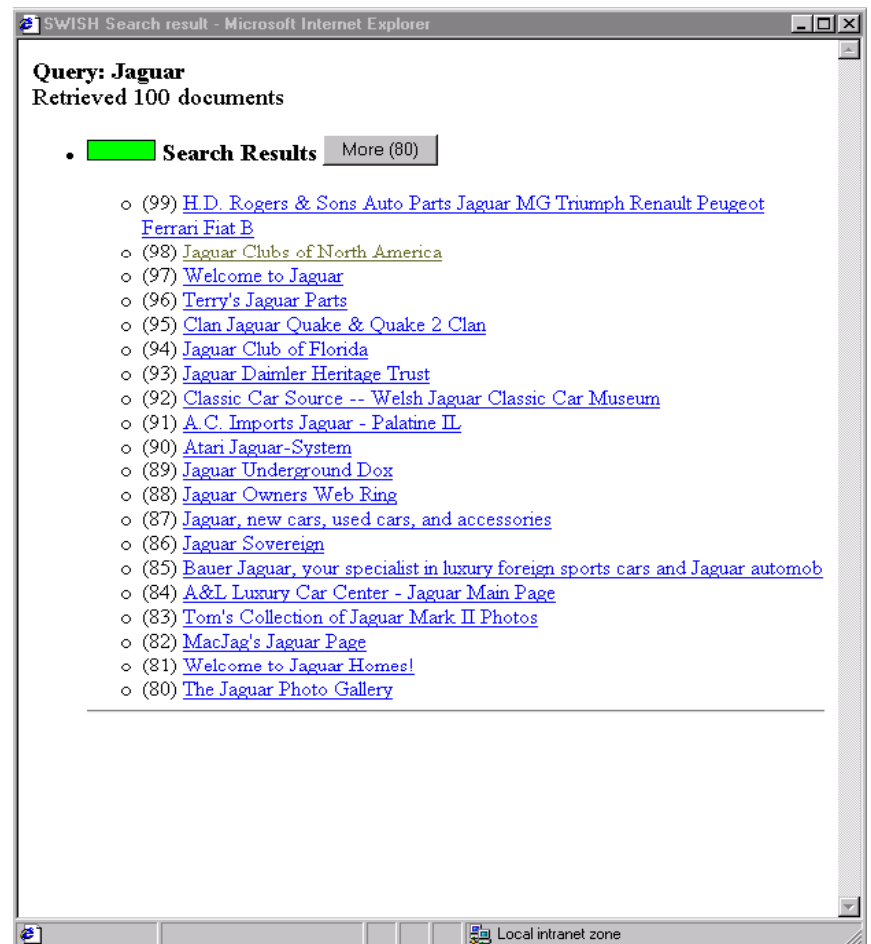 SWISH Search result - Microsoft Internet Explorer
Query: Jaguar
Retrieved 100 documents
• Search Results More (80)
o (99) H.D. Rogers & Sons Auto Parts Jaguar MG Triumph Renault Peugeot
Ferrari Fiat B
o (98) Jaguar Clubs of North America
o (97) Welcome to Jaguar
o (96) Terry's Jaguar Parts
o (95) Clan Jaguar Quake & Quake 2 Clan
o (94) Jaguar Club of Florida
o (93) Jaguar Daimler Heritage Trust
o (92) Classic Car Source -- Welsh Jaguar Classic Car Museum
o (91) A.C. Imports Jaguar - Palatine IL
o (90) Atari Jaguar-System
o (89) Jaguar Underground Dox
o (88) Jaguar Owners Web Ring
o (87) Jaguar, new cars, used cars, and accessories
o (86) Jaguar Sovereign
o (85) Bauer Jaguar, your specialist in luxury foreign sports cars and Jaguar automob
o (84) A&L Luxury Car Center - Jaguar Main Page
o (83) Tom's Collection of Jaguar Mark II Photos
o (82) MacJag's Jaguar Page
o (81) Welcome to Jaguar Homes!
o (80) The Jaguar Photo Gallery
Local intranet zone